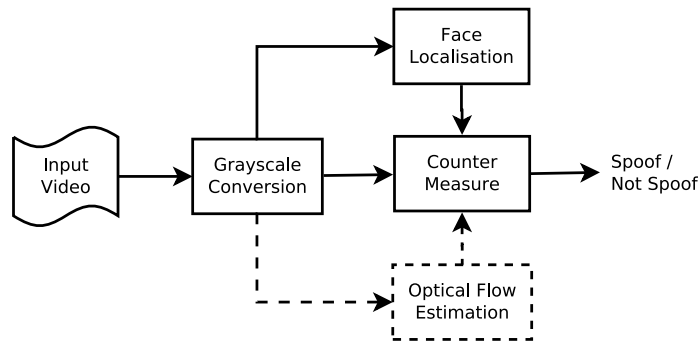 Face
Localisation
Input
Video
Grayscale
Conversion
Counter
Measure
Spoof /
Not Spoof
Optical Flow
Estimation